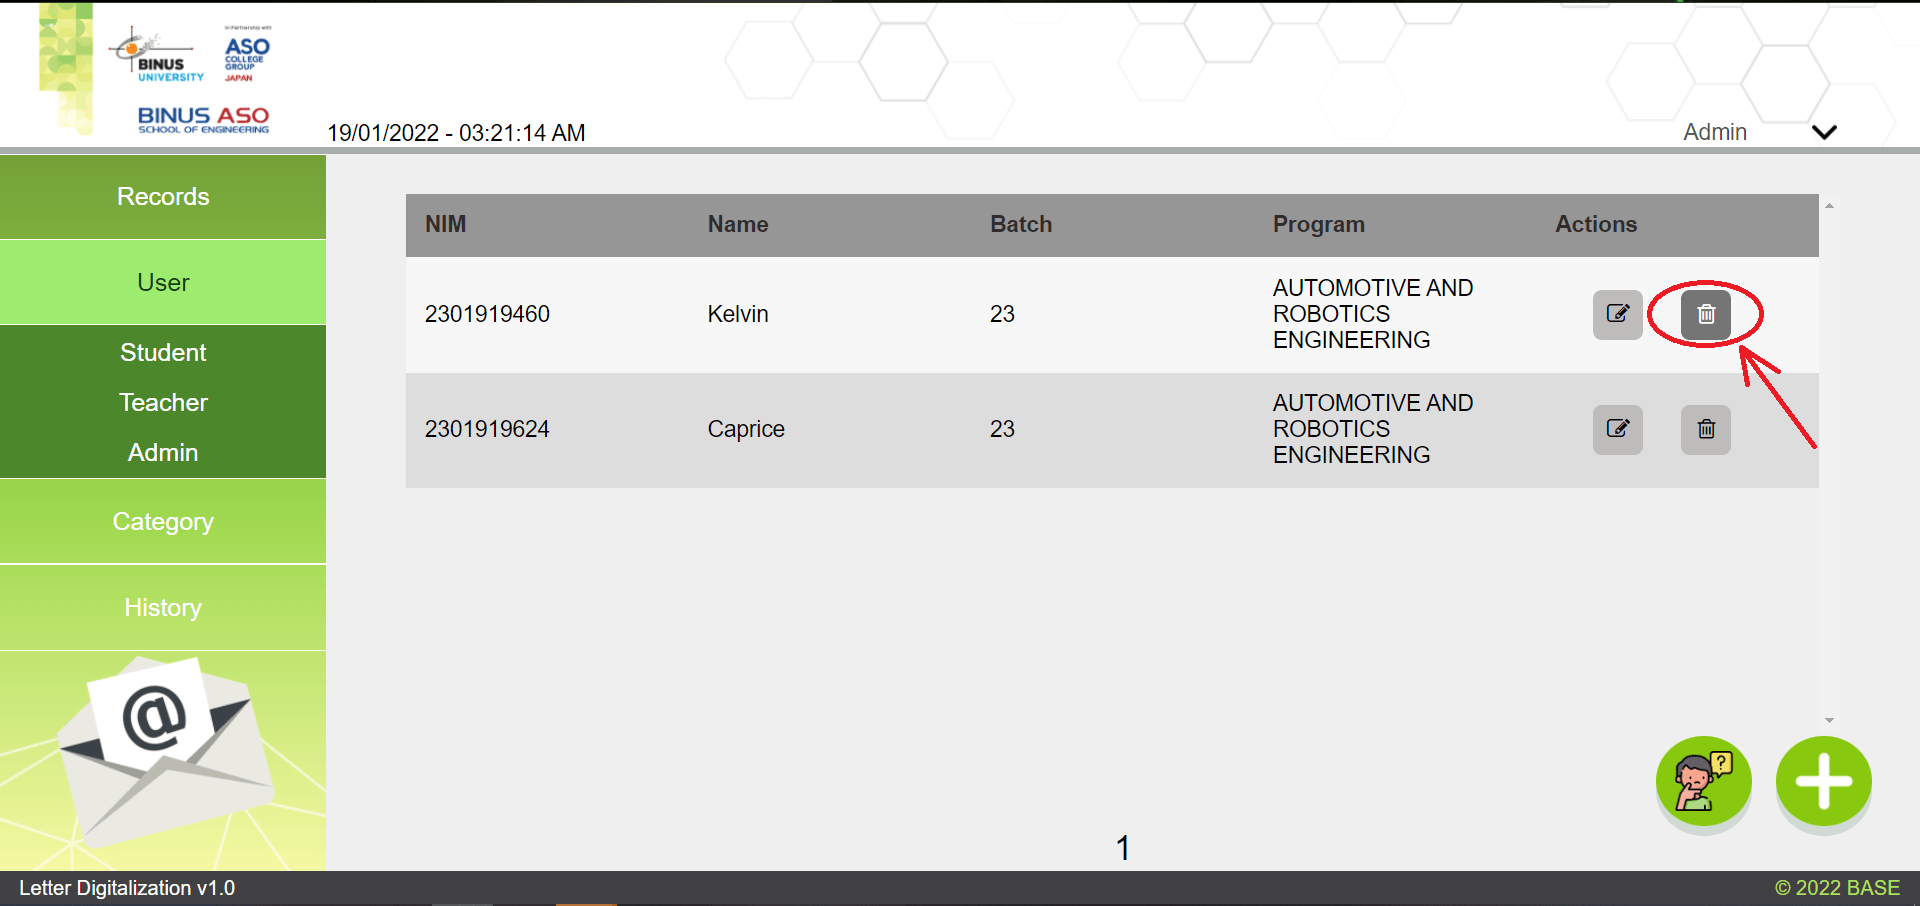 In Partnership with
BINUS
UNIVERSITY
ASO
COLLEGE
GROUP
JAPAN
BINUS ASO
SCHOOL OF ENGINEERING
19/01/2022 - 03:21:14 AM
Admin
Records
User
Student
Teacher
Admin
Category
History
NIM Name Batch Program Actions
2301919460 Kelvin 23 AUTOMOTIVE AND
ROBOTICS
ENGINEERING
2301919624 Caprice 23 AUTOMOTIVE AND
ROBOTICS
ENGINEERING
@
?
1
Letter Digitalization v1.0
© 2022 BASE